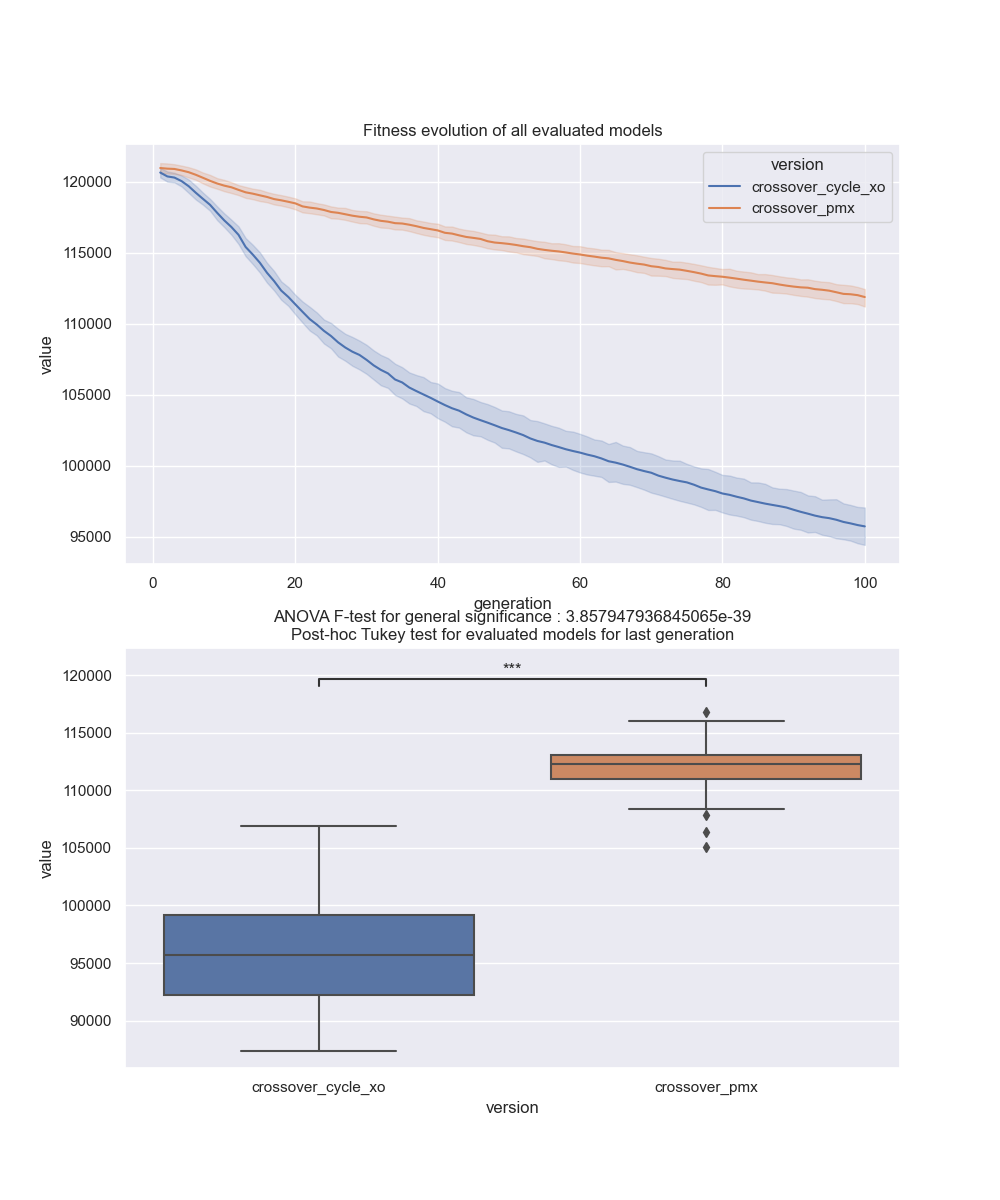 Fitness evolution of all evaluated models
version
crossover_cycle_xo
crossover_pmx
value
120000
115000
110000
105000
100000
95000
0 20 40 60 80 100
generation
ANOVA F-test for general significance : 3.857947936845065e-39
Post-hoc Tukey test for evaluated models for last generation
***
value
120000
115000
110000
105000
100000
95000
90000
crossover_cycle_xo crossover_pmx
version